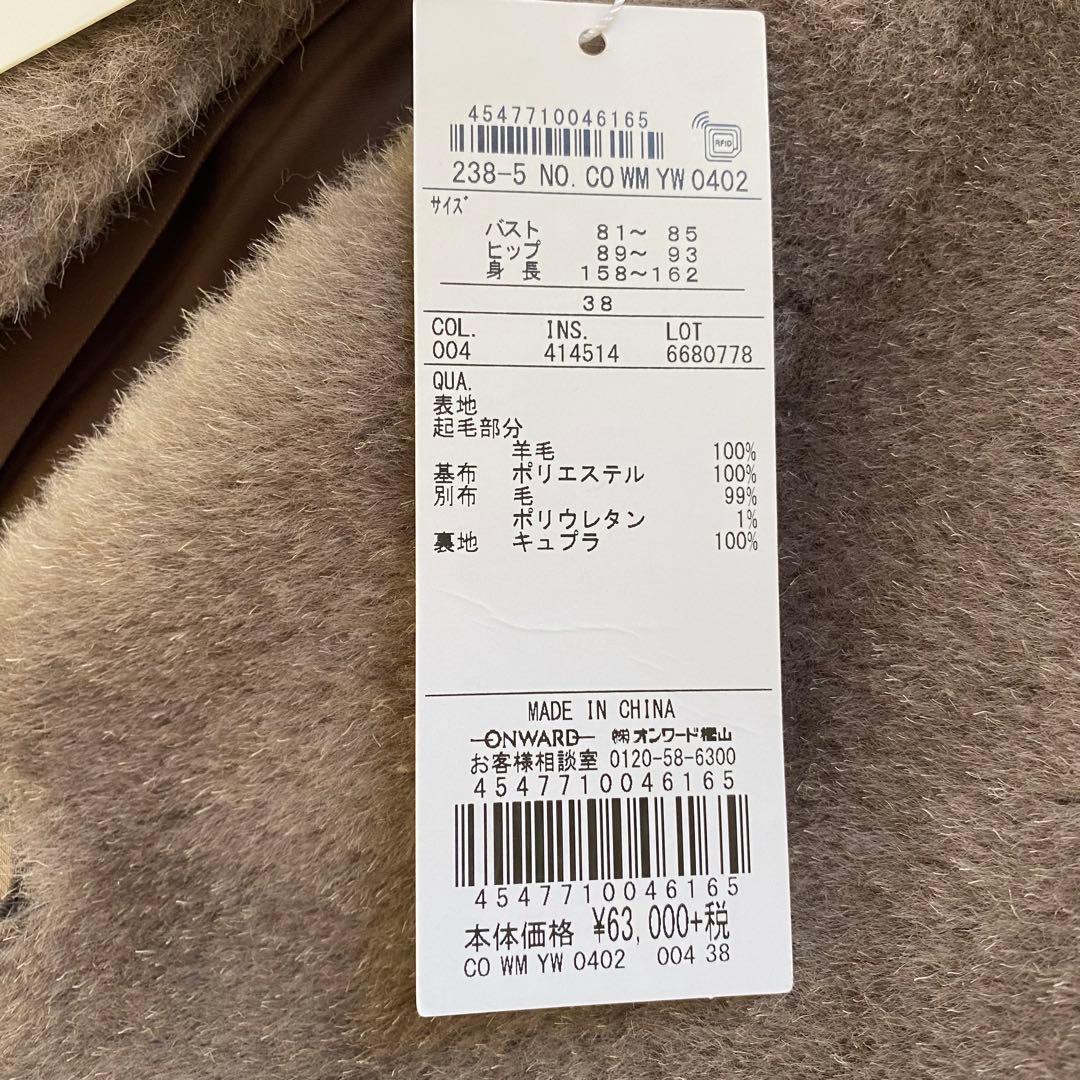 4547710046165
RFID
238-5 NO. CO WM YW 0402
サイズ
バスト 81～ 85
ヒップ 89～ 93
身長 158～162
38
COL. INS. LOT
004 414514 6680778
QUA.
表地
起毛部分
羊毛 100%
基布 ポリエステル 100%
別布 毛 99%
ポリウレタン 1%
裏地 キュプラ 100%
MADE IN CHINA
ONWARD ㈱オンワード樫山
お客様相談室 0120-58-6300
4547710046165
4547710046165
本体価格 ¥63,000+税
CO WM YW 0402 004 38